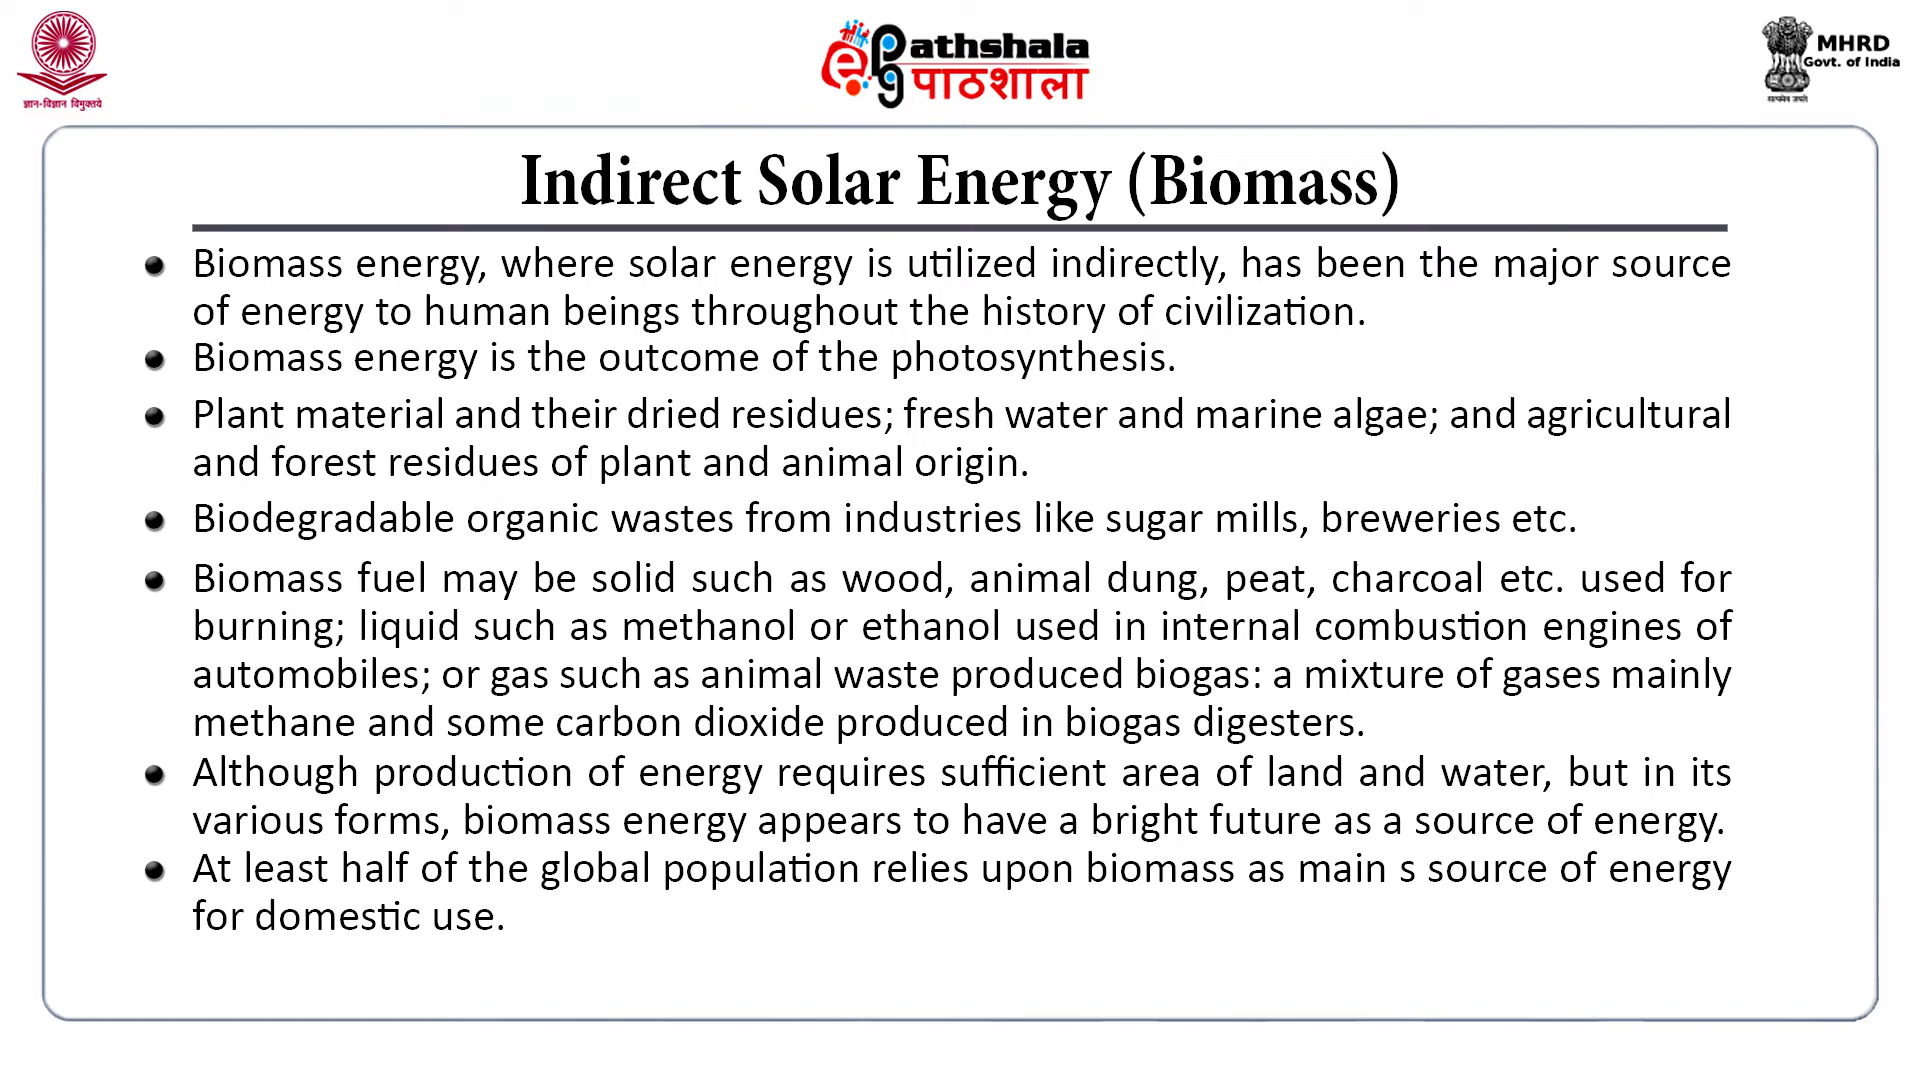 ज्ञान-विज्ञान विमुक्तये
ePG Pathshala
पाठशाला
MHRD
Govt. of India
सत्यमेव जयते
Indirect Solar Energy (Biomass)
Biomass energy, where solar energy is utilized indirectly, has been the major source
of energy to human beings throughout the history of civilization.
Biomass energy is the outcome of the photosynthesis.
Plant material and their dried residues; fresh water and marine algae; and agricultural
and forest residues of plant and animal origin.
Biodegradable organic wastes from industries like sugar mills, breweries etc.
Biomass fuel may be solid such as wood, animal dung, peat, charcoal etc. used for
burning; liquid such as methanol or ethanol used in internal combustion engines of
automobiles; or gas such as animal waste produced biogas: a mixture of gases mainly
methane and some carbon dioxide produced in biogas digesters.
Although production of energy requires sufficient area of land and water, but in its
various forms, biomass energy appears to have a bright future as a source of energy.
At least half of the global population relies upon biomass as main s source of energy
for domestic use.